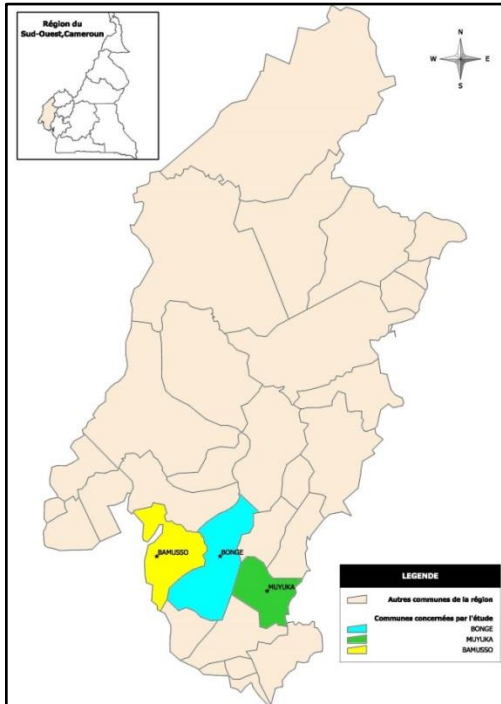 Région du
Sud-Ouest,Cameroun
N
W
E
S
BAMUSSO
BONGE
MUYUKA
LEGENDE
Autres communes de la région
Communes concernées par l'étude
BONGE
MUYUKA
BAMUSSO